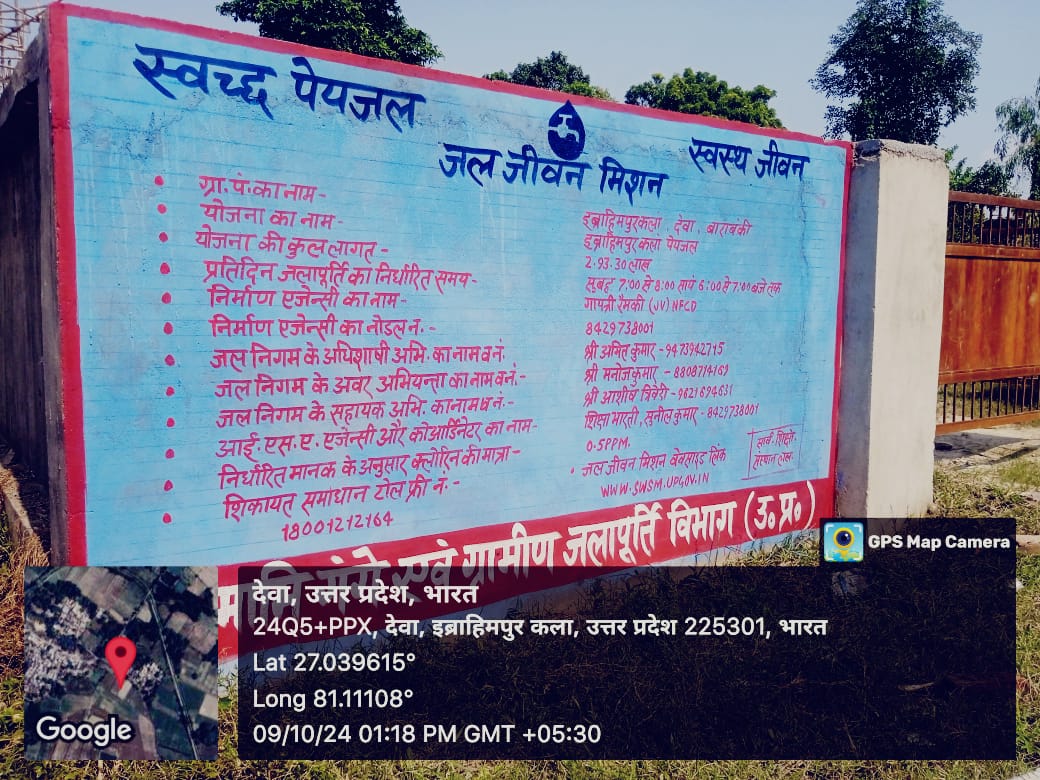 स्वच्छ पेयजल
जल जीवन मिशन
स्वस्थ जीवन
ग्रा. पं. का नाम - इब्राहिमपुरकला, देवा, बाराबंकी
योजना का नाम - इब्राहिमपुरकला पेयजल
योजना की कुल लागत - 2.93.30 लाख
प्रतिदिन जलापूर्ति का निर्धारित समय - सुबह 7:00 से 8:00 सायं 6:00 से 7:00 बजे तक
निर्माण एजेन्सी का नाम - गायत्री रैमकी (JV) NFCD
निर्माण एजेन्सी का नोडल न. - 8429738001
जल निगम के अधिशाषी अभि. का नाम व नं. श्री अमित कुमार - 9473942715
जल निगम के अवर अभियन्ता का नाम व नं. - श्री मनोज कुमार - 8808714169
जल निगम के सहायक अभि. का नाम व नं. - श्री आशीष त्रिवेदी - 9621694631
आई. एस. ए. एजेन्सी और कोआर्डिनेटर का नाम - शिक्षा भारती, सुनील कुमार - 8429738001
निर्धारित मानक के अनुसार क्लोरिन की मात्रा - 0.5PPM.
शिकायत समांधान टोल फ्री नं. - जल जीवन मिशन वेबसाइड लिंक
18001212164 WWW.SWSM.UPGOV.IN
एवं ग्रामीण जलापूर्ति विभाग (उ० प्र०)
GPS Map Camera
देवा, उत्तर प्रदेश, भारत
24Q5+PPX, देवा, इब्राहिमपुर कला, उत्तर प्रदेश 225301, भारत
Lat 27.039615°
Long 81.11108°
09/10/24 01:18 PM GMT +05:30
Google